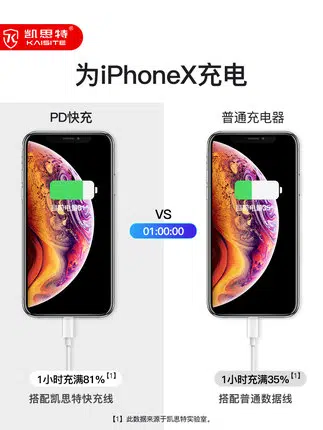 凯思特
KAISITE
为iPhoneX充电
PD快充
普通充电器
VS
01:00:00
1小时充满81%【1】
1小时充满35%【1】
搭配凯思特快充线
搭配普通数据线
【1】此数据来源于凯思特实验室。